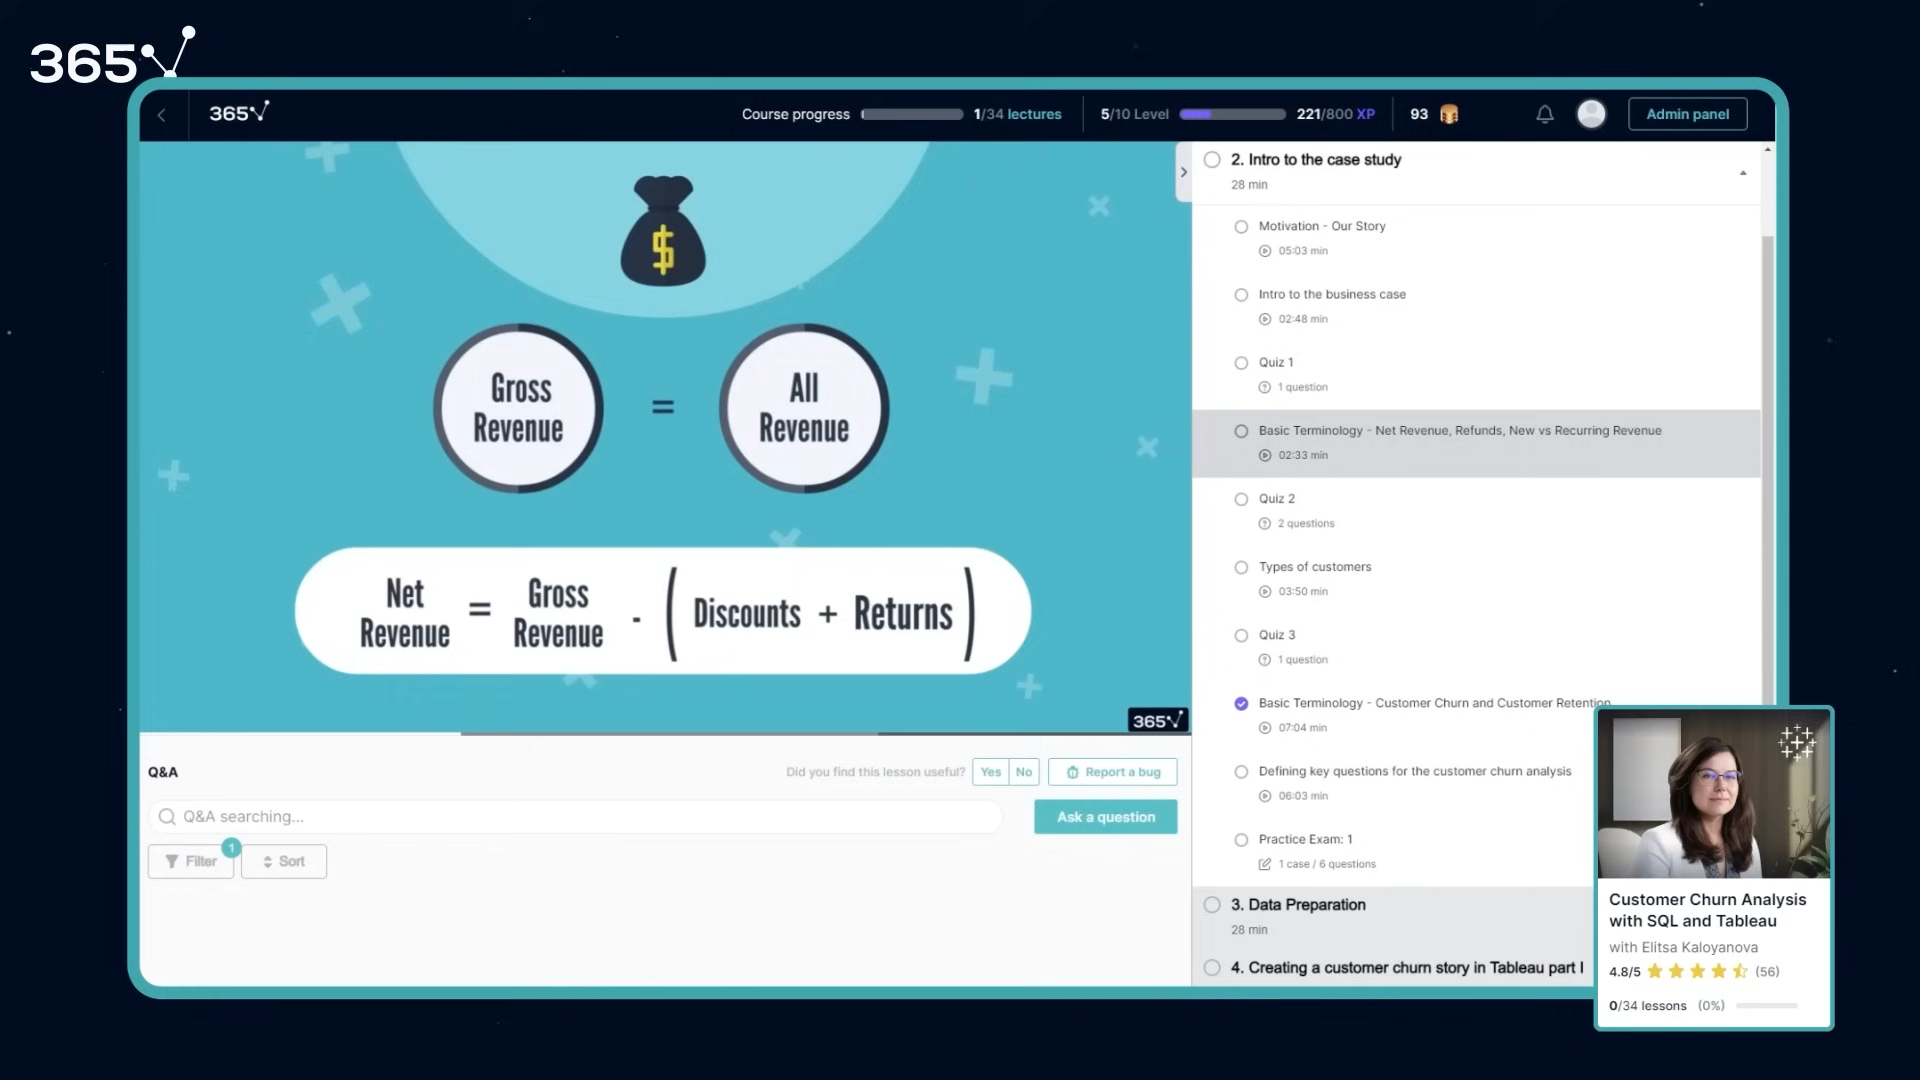 365
365
Course progress 1/34 lectures 5/10 Level 221/800 XP 93 Admin panel
$
Gross
Revenue
=
All
Revenue
Net
Revenue
=
Gross
Revenue
- ( Discounts + Returns )
365
Q&A
Did you find this lesson useful? Yes No Report a bug
Q&A searching...
Ask a question
Filter 1
Sort
2. Intro to the case study
28 min
Motivation - Our Story
05:03 min
Intro to the business case
02:48 min
Quiz 1
1 question
Basic Terminology - Net Revenue, Refunds, New vs Recurring Revenue
02:33 min
Quiz 2
2 questions
Types of customers
03:50 min
Quiz 3
1 question
Basic Terminology - Customer Churn and Customer Retention
07:04 min
Defining key questions for the customer churn analysis
06:03 min
Practice Exam: 1
1 case / 6 questions
3. Data Preparation
28 min
4. Creating a customer churn story in Tableau part I
Customer Churn Analysis
with SQL and Tableau
with Elitsa Kaloyanova
4.8/5 (56)
0/34 lessons (0%)